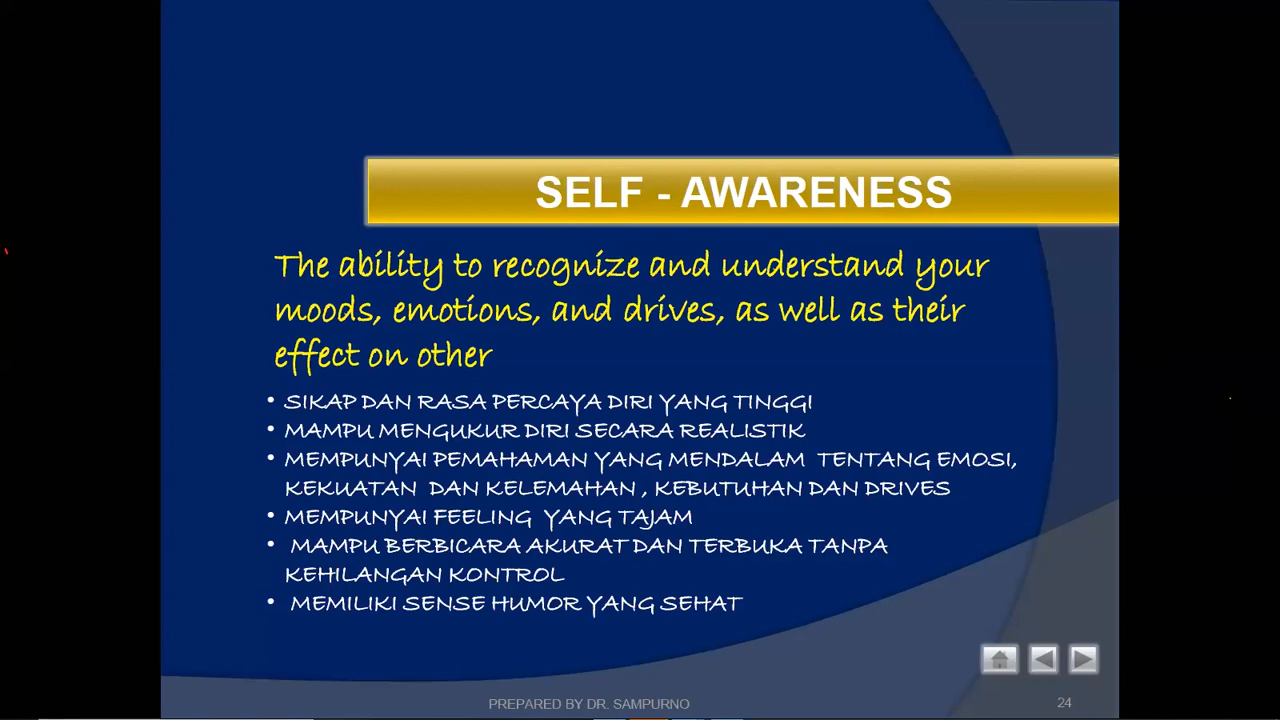 SELF - AWARENESS
The ability to recognize and understand your
moods, emotions, and drives, as well as their
effect on other
• SIKAP DAN RASA PERCAYA DIRI YANG TINGGI
• MAMPU MENGUKUR DIRI SECARA REALISTIK
• MEMPUNYAI PEMAHAMAN YANG MENDALAM TENTANG EMOSI,
KEKUATAN DAN KELEMAHAN , KEBUTUHAN DAN DRIVES
• MEMPUNYAI FEELING YANG TAJAM
• MAMPU BERBICARA AKURAT DAN TERBUKA TANPA
KEHILANGAN KONTROL
• MEMILIKI SENSE HUMOR YANG SEHAT
PREPARED BY DR. SAMPURNO
24